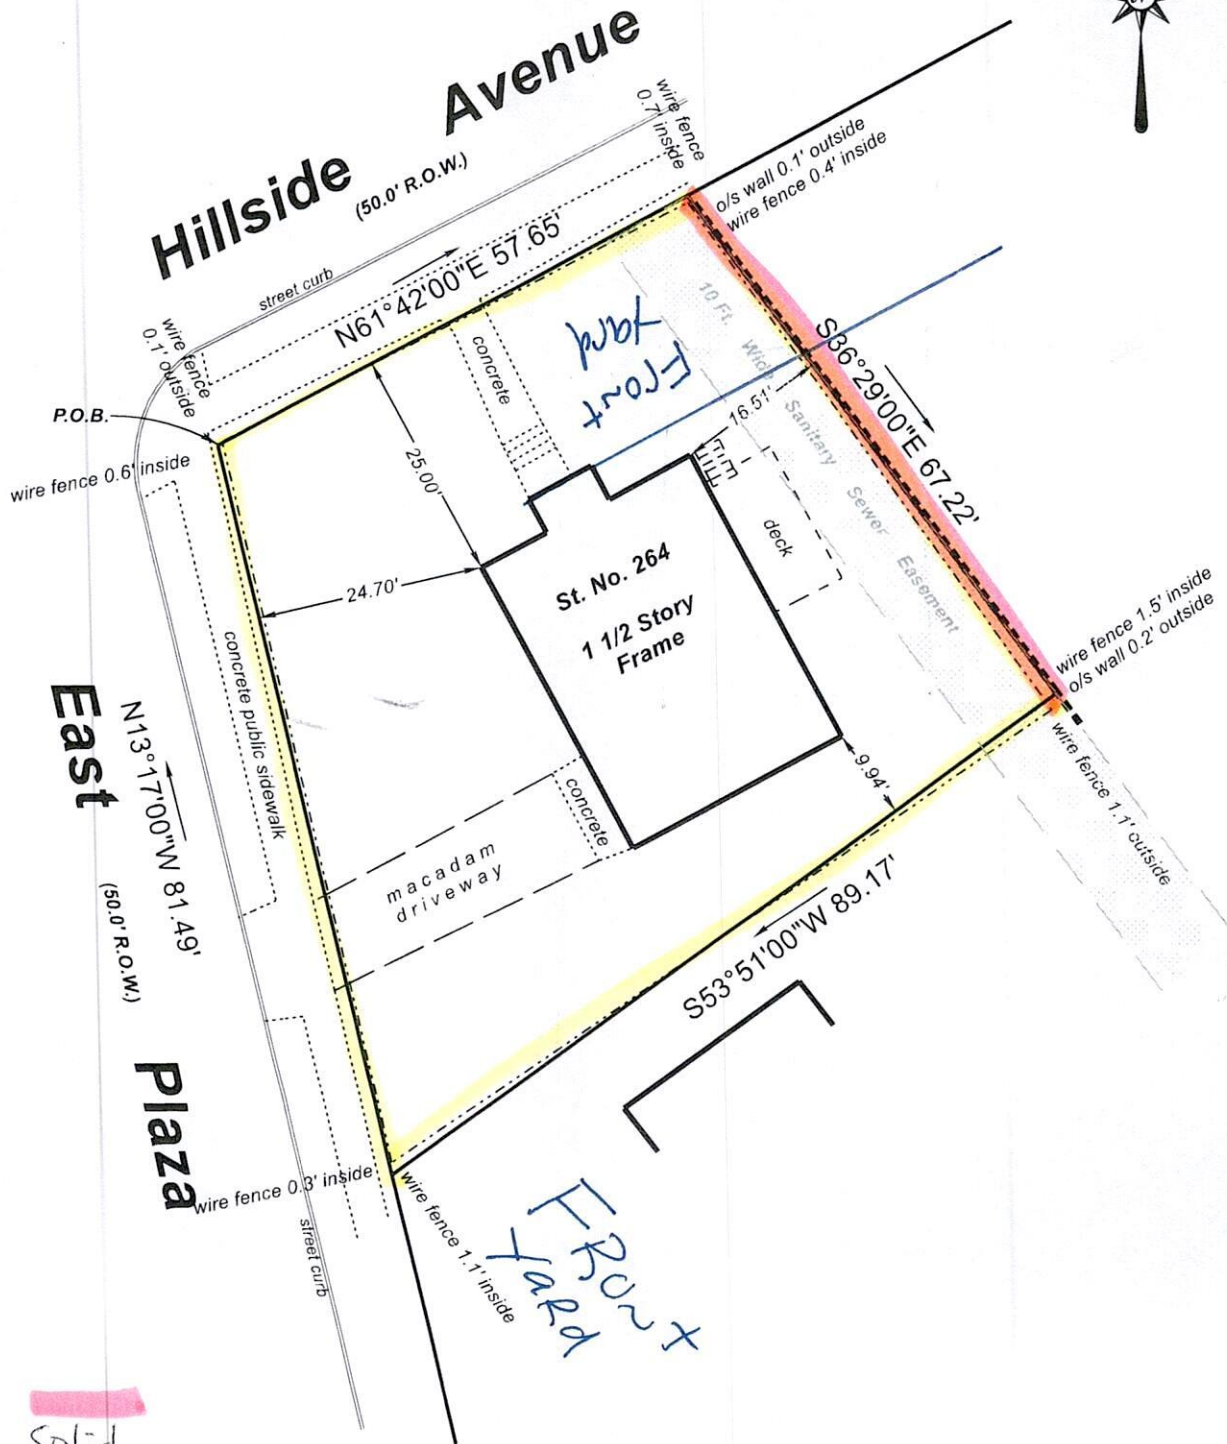 Hillside Avenue
(50.0' R.O.W.)
wire fence
0.7' inside
o/s wall 0.1' outside
wire fence 0.4' inside
street curb
N61°42'00"E 57.65'
wire fence
0.1' outside
P.O.B.
wire fence 0.6' inside
concrete
Front
yard
10 Ft. Wide Sanitary Sewer Easement
S36°29'00"E 67.22'
16.51'
25.00'
24.70'
deck
St. No. 264
1 1/2 Story
Frame
wire fence 1.5' inside
o/s wall 0.2' outside
wire fence 1.1' outside
concrete public sidewalk
East Plaza
N13°17'00"W 81.49'
(50.0' R.O.W.)
concrete
9.94'
macadam
driveway
S53°51'00"W 89.17'
wire fence 0.3' inside
wire fence 1.1' inside
street curb
FRONT
YaRd
Solid